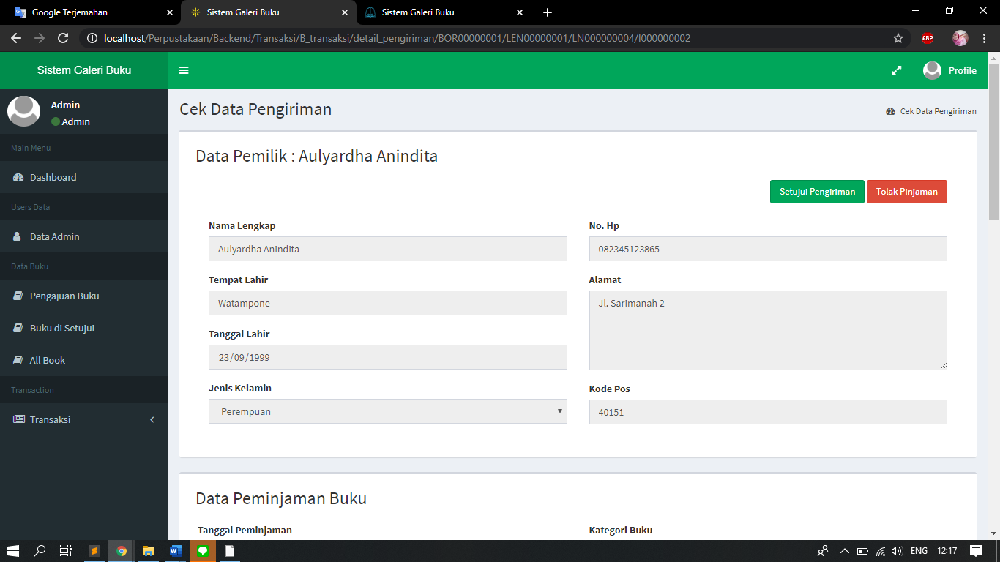 Google Terjemahan
Sistem Galeri Buku
Sistem Galeri Buku
localhost/Perpustakaan/Backend/Transaksi/B_transaksi/detail_pengiriman/BOR00000001/LEN00000001/LN000000004/I000000002
ABP
Sistem Galeri Buku
Profile
Admin
Admin
Main Menu
Dashboard
Users Data
Data Admin
Data Buku
Pengajuan Buku
Buku di Setujui
All Book
Transaction
Transaksi
Cek Data Pengiriman
Cek Data Pengiriman
Data Pemilik : Aulyardha Anindita
Setujui Pengiriman
Tolak Pinjaman
Nama Lengkap
Aulyardha Anindita
Tempat Lahir
Watampone
Tanggal Lahir
23/09/1999
Jenis Kelamin
Perempuan
No. Hp
082345123865
Alamat
Jl. Sarimanah 2
Kode Pos
40151
Data Peminjaman Buku
Tanggal Peminjaman
Kategori Buku
ENG
12:17